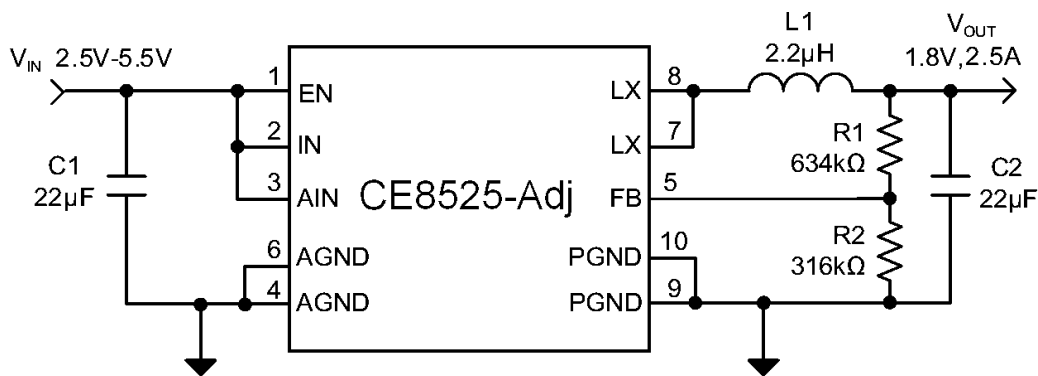 VIN 2.5V-5.5V
C1
22μF
1
EN
2
IN
3
AIN
6
AGND
4
AGND
CE8525-Adj
8
LX
7
LX
5
FB
10
PGND
9
PGND
L1
2.2μH
VOUT
1.8V,2.5A
R1
634kΩ
R2
316kΩ
C2
22μF